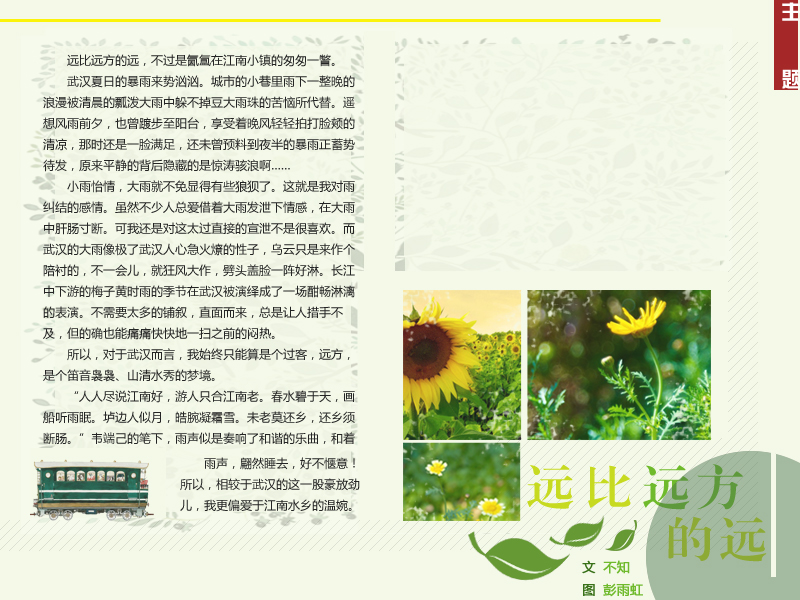 主
题
远比远方的远,不过是氤氲在江南小镇的匆匆一瞥。
武汉夏日的暴雨来势汹汹。城市的小巷里雨下一整晚的
浪漫被清晨的瓢泼大雨中躲不掉豆大雨珠的苦恼所代替。遥
想风雨前夕,也曾踱步至阳台,享受着晚风轻轻拍打脸颊的
清凉,那时还是一脸满足,还未曾预料到夜半的暴雨正蓄势
待发,原来平静的背后隐藏的是惊涛骇浪啊……
小雨怡情,大雨就不免显得有些狼狈了。这就是我对雨
纠结的感情。虽然不少人总爱借着大雨发泄下情感,在大雨
中肝肠寸断。可我还是对这太过直接的宣泄不是很喜欢。而
武汉的大雨像极了武汉人心急火燎的性子,乌云只是来作个
陪衬的,不一会儿,就狂风大作,劈头盖脸一阵好淋。长江
中下游的梅子黄时雨的季节在武汉被演绎成了一场酣畅淋漓
的表演。不需要太多的铺叙,直面而来,总是让人措手不
及,但的确也能痛痛快快地一扫之前的闷热。
所以,对于武汉而言,我始终只能算是个过客,远方,
是个笛音袅袅、山清水秀的梦境。
“人人尽说江南好,游人只合江南老。春水碧于天,画
船听雨眠。垆边人似月,皓腕凝霜雪。未老莫还乡,还乡须
断肠。”韦端己的笔下,雨声似是奏响了和谐的乐曲,和着
雨声,翩然睡去,好不惬意!
所以,相较于武汉的这一股豪放劲
儿,我更偏爱于江南水乡的温婉。
远比远方
的远
文 不知
图 彭雨虹